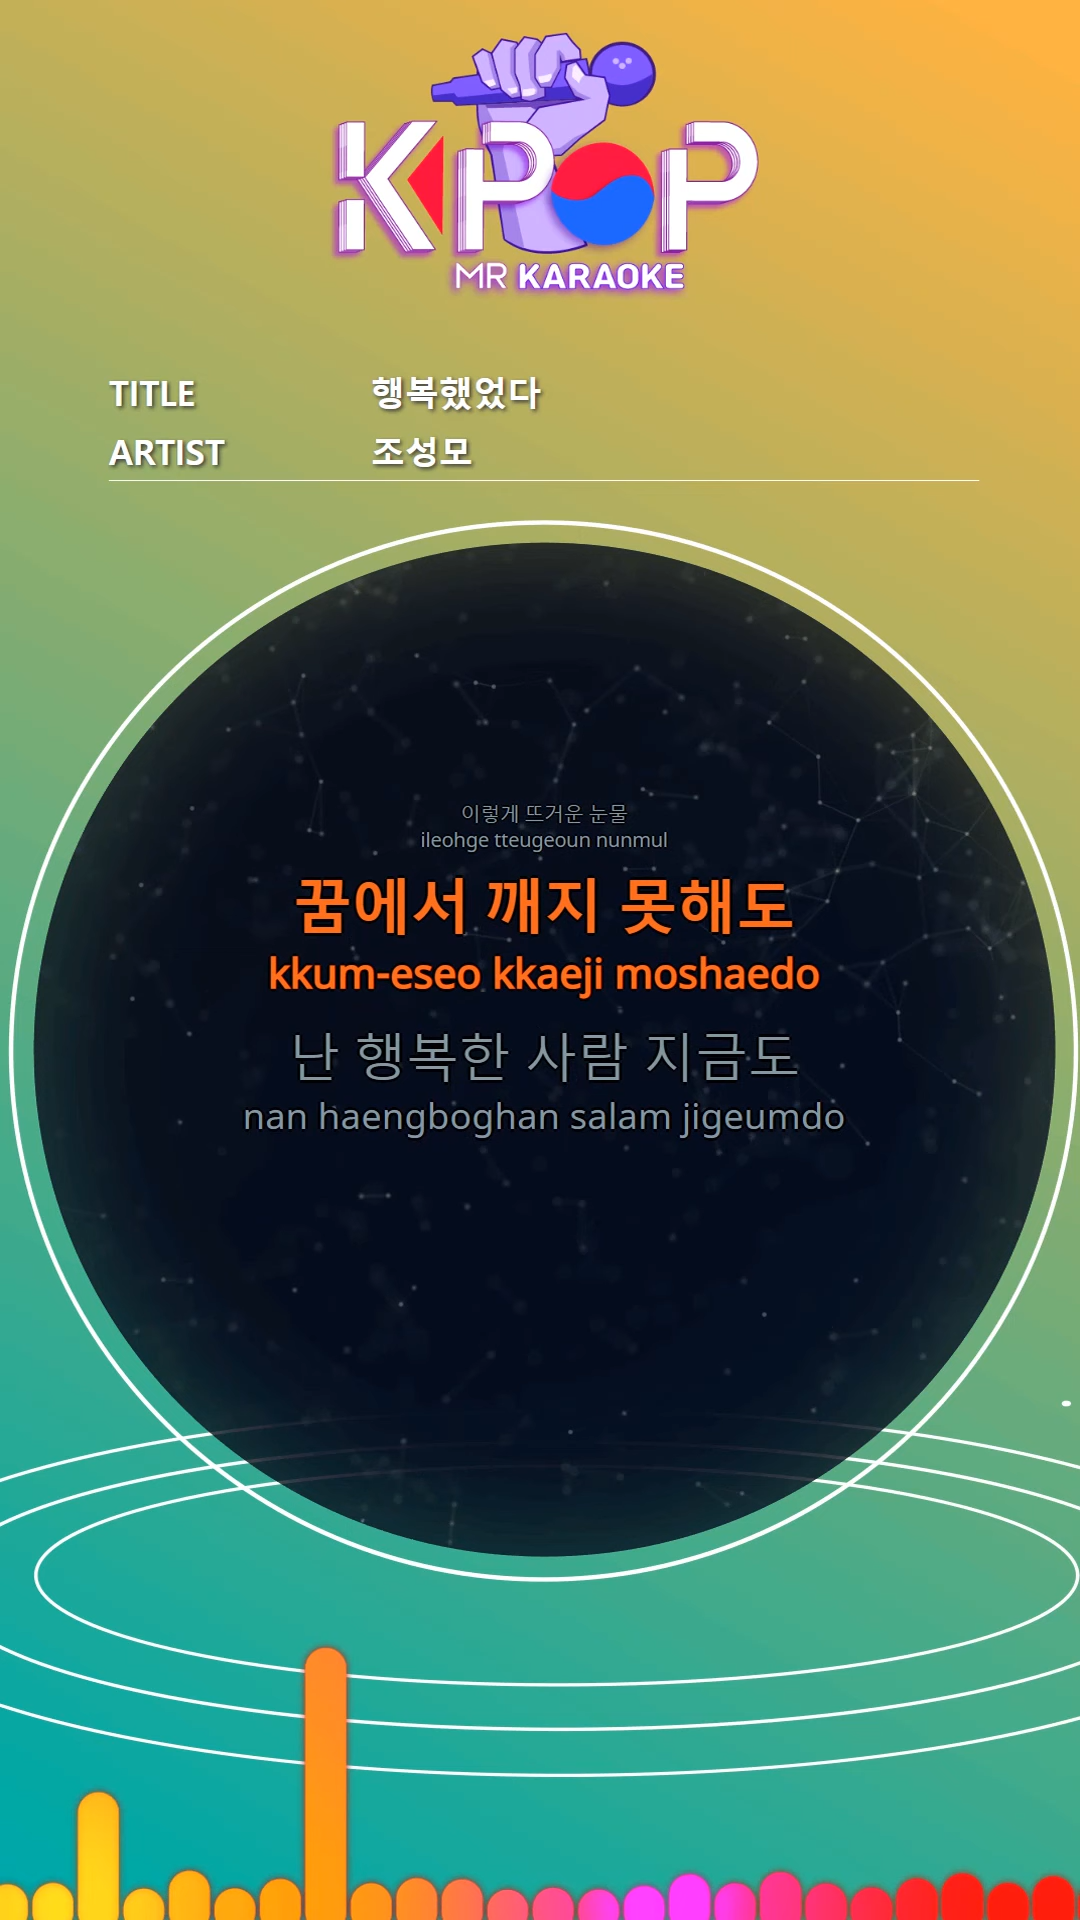 KPOP
MR KARAOKE
TITLE 행복했었다
ARTIST 조성모
이렇게 뜨거운 눈물
ileohge tteugeoun nunmul
꿈에서 깨지 못해도
kkum-eseo kkaeji moshaedo
난 행복한 사람 지금도
nan haengboghan salam jigeumdo